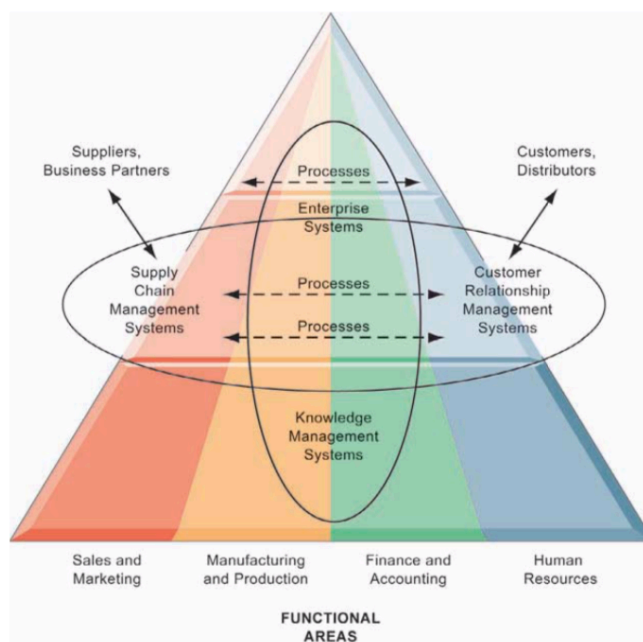 Suppliers,
Business Partners
Customers,
Distributors
Processes
Enterprise
Systems
Supply
Chain
Management
Systems
Processes
Processes
Customer
Relationship
Management
Systems
Knowledge
Management
Systems
Sales and
Marketing
Manufacturing
and Production
Finance and
Accounting
Human
Resources
FUNCTIONAL
AREAS